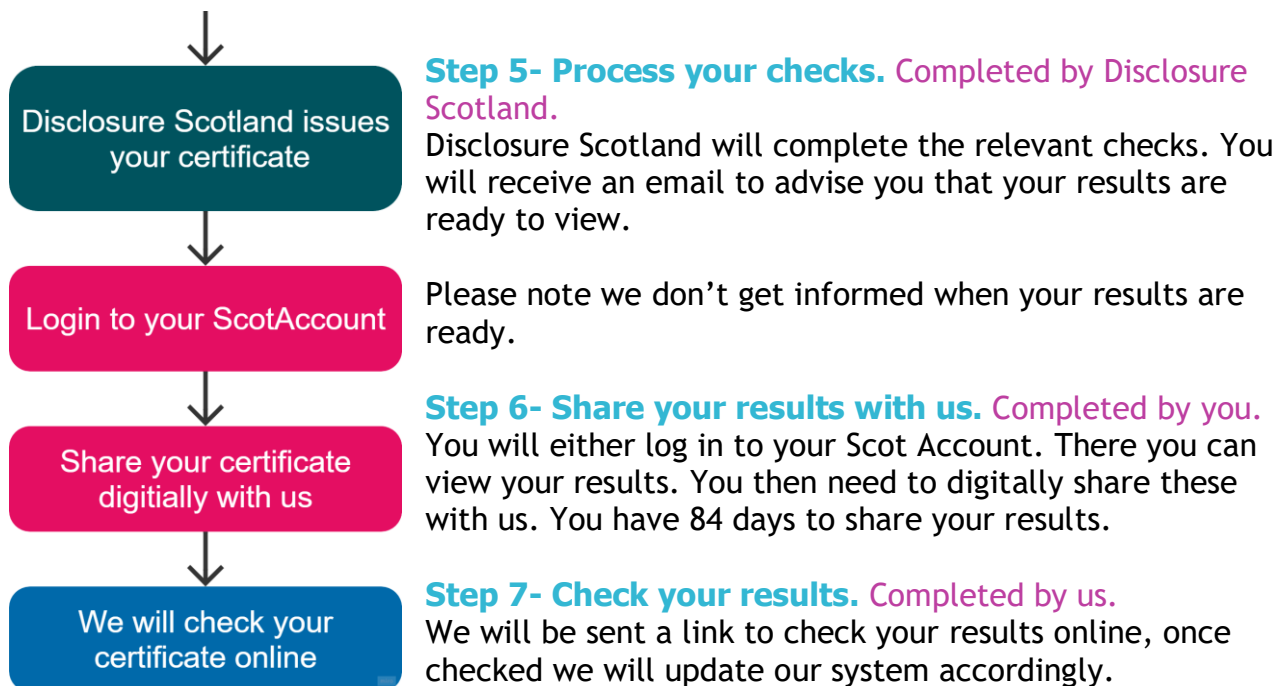 Disclosure Scotland issues
your certificate
Login to your ScotAccount
Share your certificate
digitially with us
We will check your
certificate online
Step 5- Process your checks. Completed by Disclosure
Scotland.
Disclosure Scotland will complete the relevant checks. You
will receive an email to advise you that your results are
ready to view.
Please note we don’t get informed when your results are
ready.
Step 6- Share your results with us. Completed by you.
You will either log in to your Scot Account. There you can
view your results. You then need to digitally share these
with us. You have 84 days to share your results.
Step 7- Check your results. Completed by us.
We will be sent a link to check your results online, once
checked we will update our system accordingly.